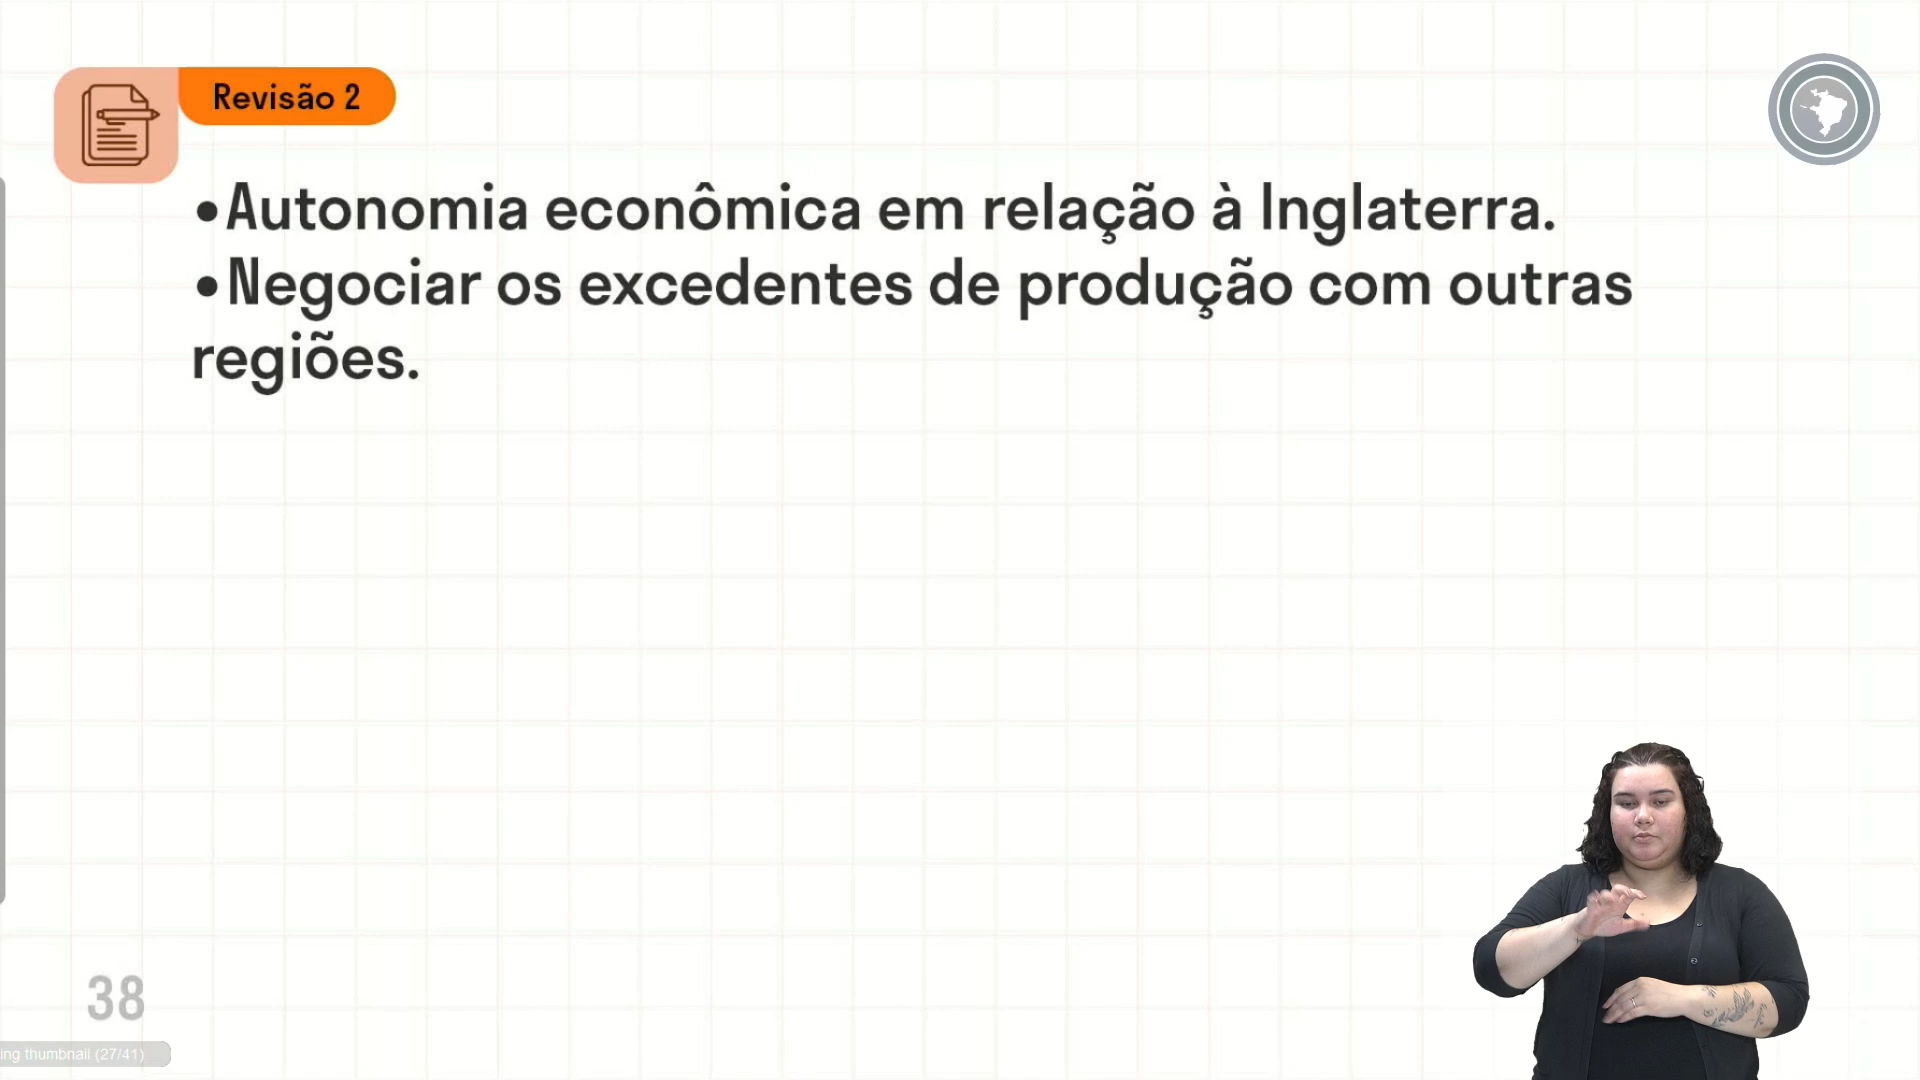 Revisão 2
•Autonomia econômica em relação à Inglaterra.
•Negociar os excedentes de produção com outras
regiões.
38
ing thumbnail (27/41)